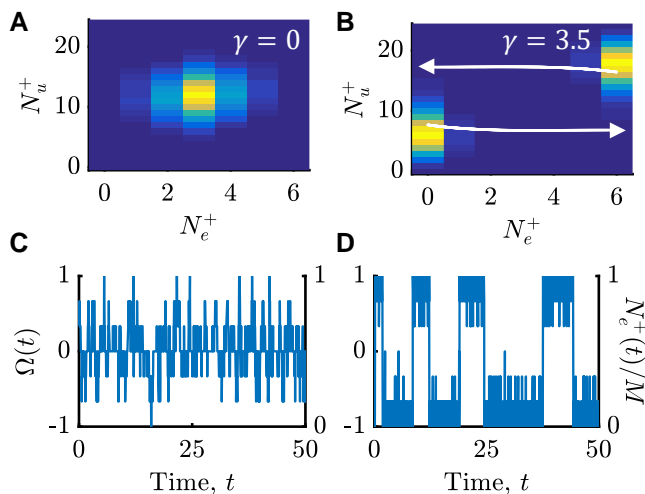 A
γ = 0
20
10
0
N_u^+
0 2 4 6
N_e^+
B
γ = 3.5
20
10
0
N_u^+
0 2 4 6
N_e^+
C
1
0
-1
Ω(t)
1
0
0 25 50
Time, t
D
1
0
-1
1
0
N_e^+(t)/M
0 25 50
Time, t